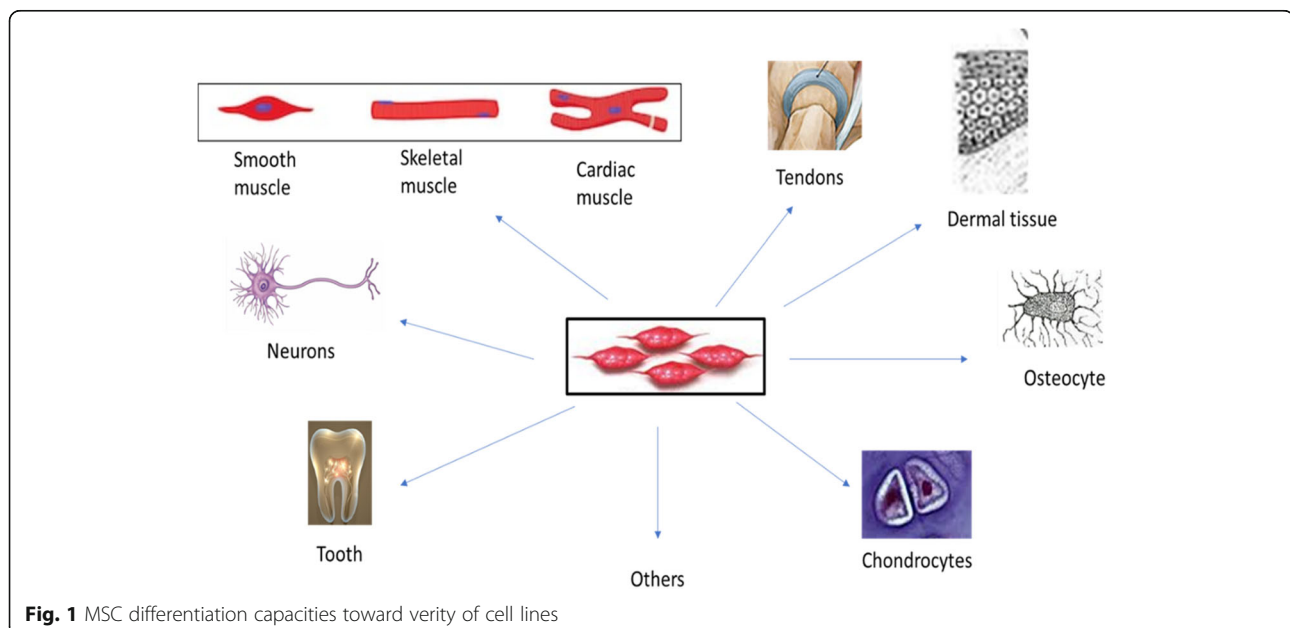 Smooth
muscle
Skeletal
muscle
Cardiac
muscle
Tendons
Dermal tissue
Neurons
Osteocyte
Tooth
Others
Chondrocytes
Fig. 1 MSC differentiation capacities toward verity of cell lines